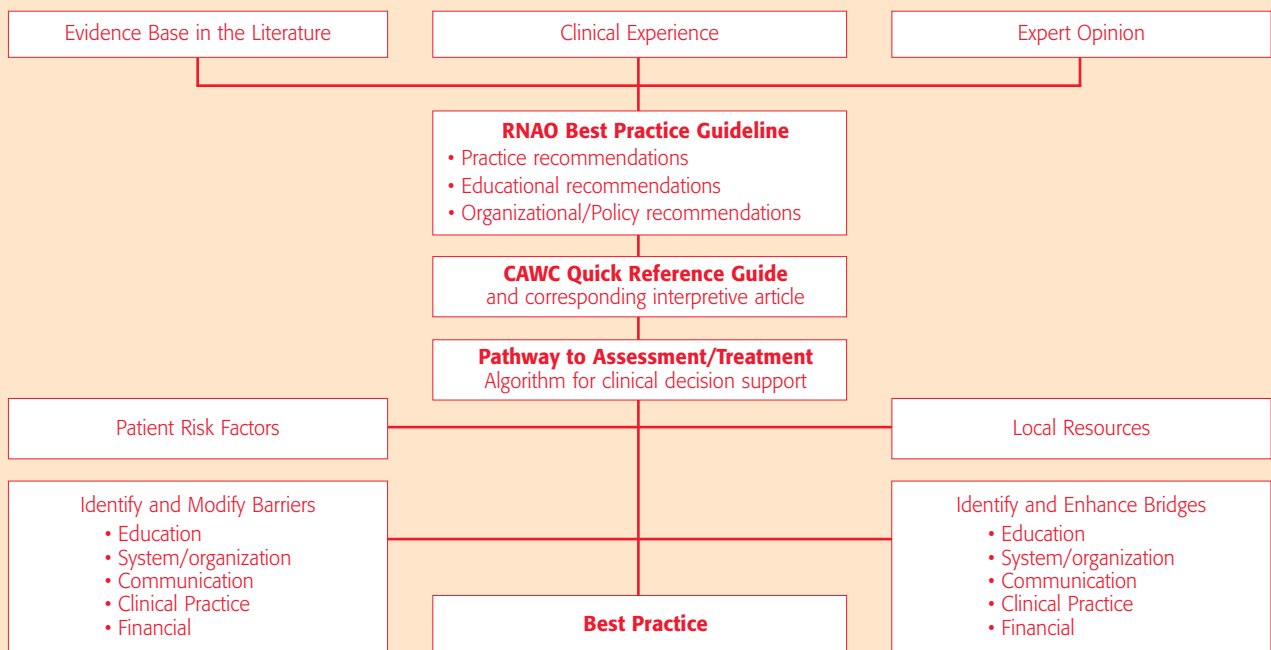 Evidence Base in the Literature
Clinical Experience
Expert Opinion
RNAO Best Practice Guideline
• Practice recommendations
• Educational recommendations
• Organizational/Policy recommendations
CAWC Quick Reference Guide
and corresponding interpretive article
Pathway to Assessment/Treatment
Algorithm for clinical decision support
Patient Risk Factors
Local Resources
Identify and Modify Barriers
• Education
• System/organization
• Communication
• Clinical Practice
• Financial
Identify and Enhance Bridges
• Education
• System/organization
• Communication
• Clinical Practice
• Financial
Best Practice